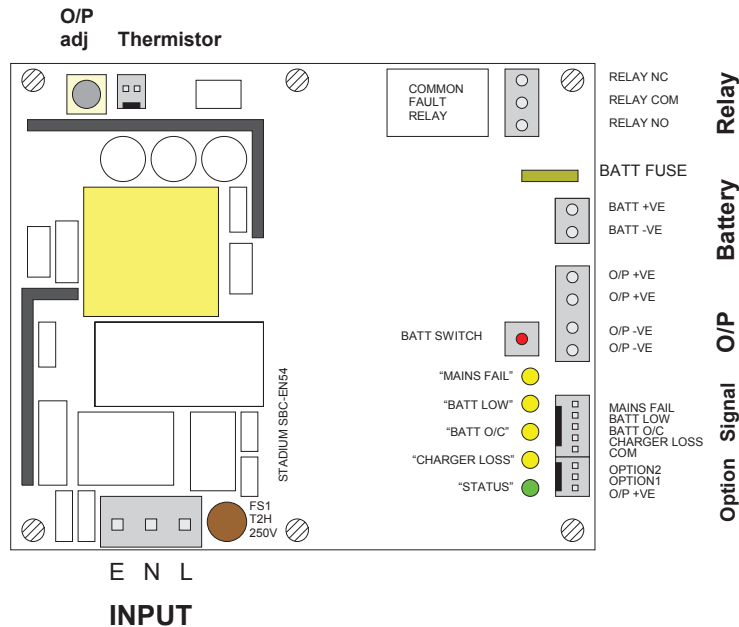 O/P
adj
Thermistor
COMMON
FAULT
RELAY
RELAY NC
RELAY COM
RELAY NO
Relay
BATT FUSE
BATT +VE
BATT -VE
Battery
O/P +VE
O/P +VE
O/P -VE
O/P -VE
O/P
BATT SWITCH
"MAINS FAIL"
"BATT LOW"
"BATT O/C"
"CHARGER LOSS"
"STATUS"
MAINS FAIL
BATT LOW
BATT O/C
CHARGER LOSS
COM
Signal
OPTION2
OPTION1
O/P +VE
Option
STADIUM SBC-EN54
FS1
T2H
250V
E N L
INPUT